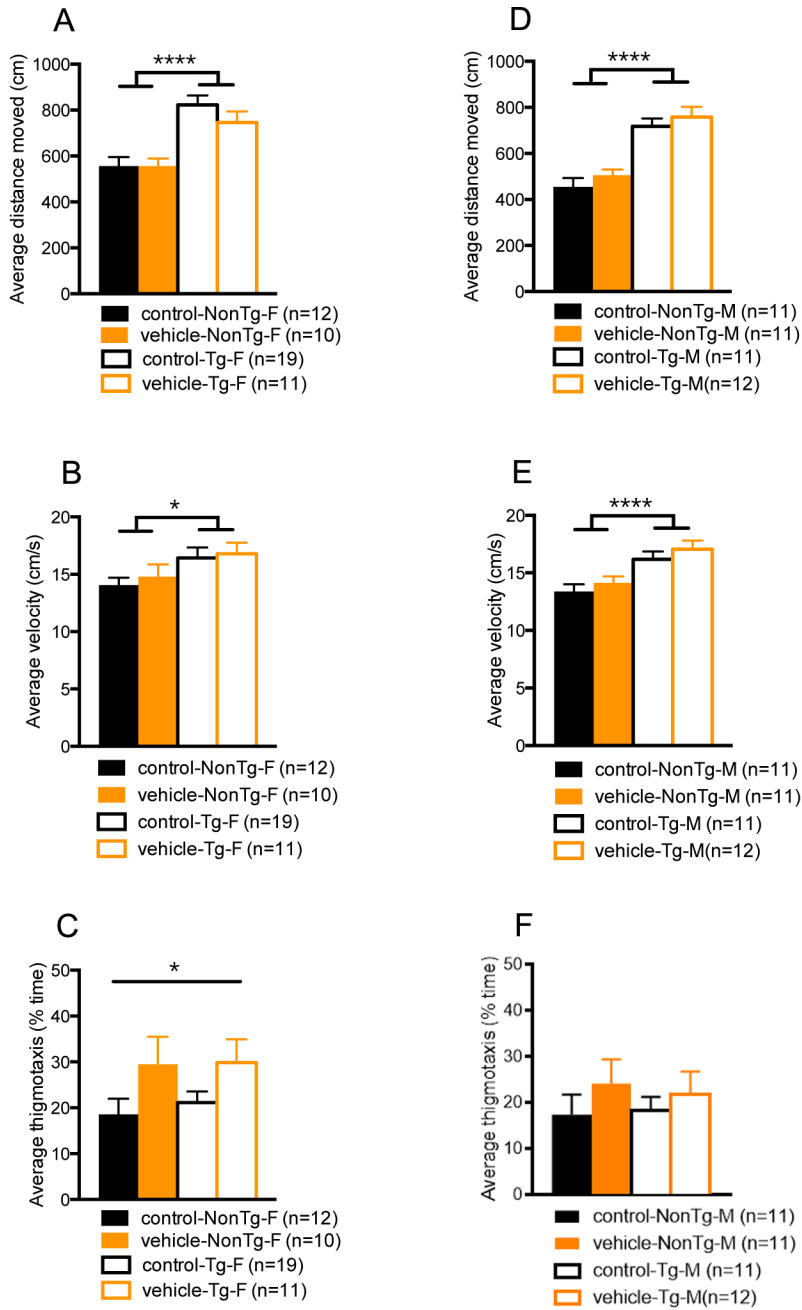 A
****
Average distance moved (cm)
1000
800
600
400
200
0
control-NonTg-F (n=12)
vehicle-NonTg-F (n=10)
control-Tg-F (n=19)
vehicle-Tg-F (n=11)
D
****
Average distance moved (cm)
1000
800
600
400
200
0
control-NonTg-M (n=11)
vehicle-NonTg-M (n=11)
control-Tg-M (n=11)
vehicle-Tg-M(n=12)
B
*
Average velocity (cm/s)
20
15
10
5
0
control-NonTg-F (n=12)
vehicle-NonTg-F (n=10)
control-Tg-F (n=19)
vehicle-Tg-F (n=11)
E
****
Average velocity (cm/s)
20
15
10
5
0
control-NonTg-M (n=11)
vehicle-NonTg-M (n=11)
control-Tg-M (n=11)
vehicle-Tg-M(n=12)
C
*
Average thigmotaxis (% time)
50
40
30
20
10
0
control-NonTg-F (n=12)
vehicle-NonTg-F (n=10)
control-Tg-F (n=19)
vehicle-Tg-F (n=11)
F
Average thigmotaxis (% time)
50
40
30
20
10
0
control-NonTg-M (n=11)
vehicle-NonTg-M (n=11)
control-Tg-M (n=11)
vehicle-Tg-M(n=12)